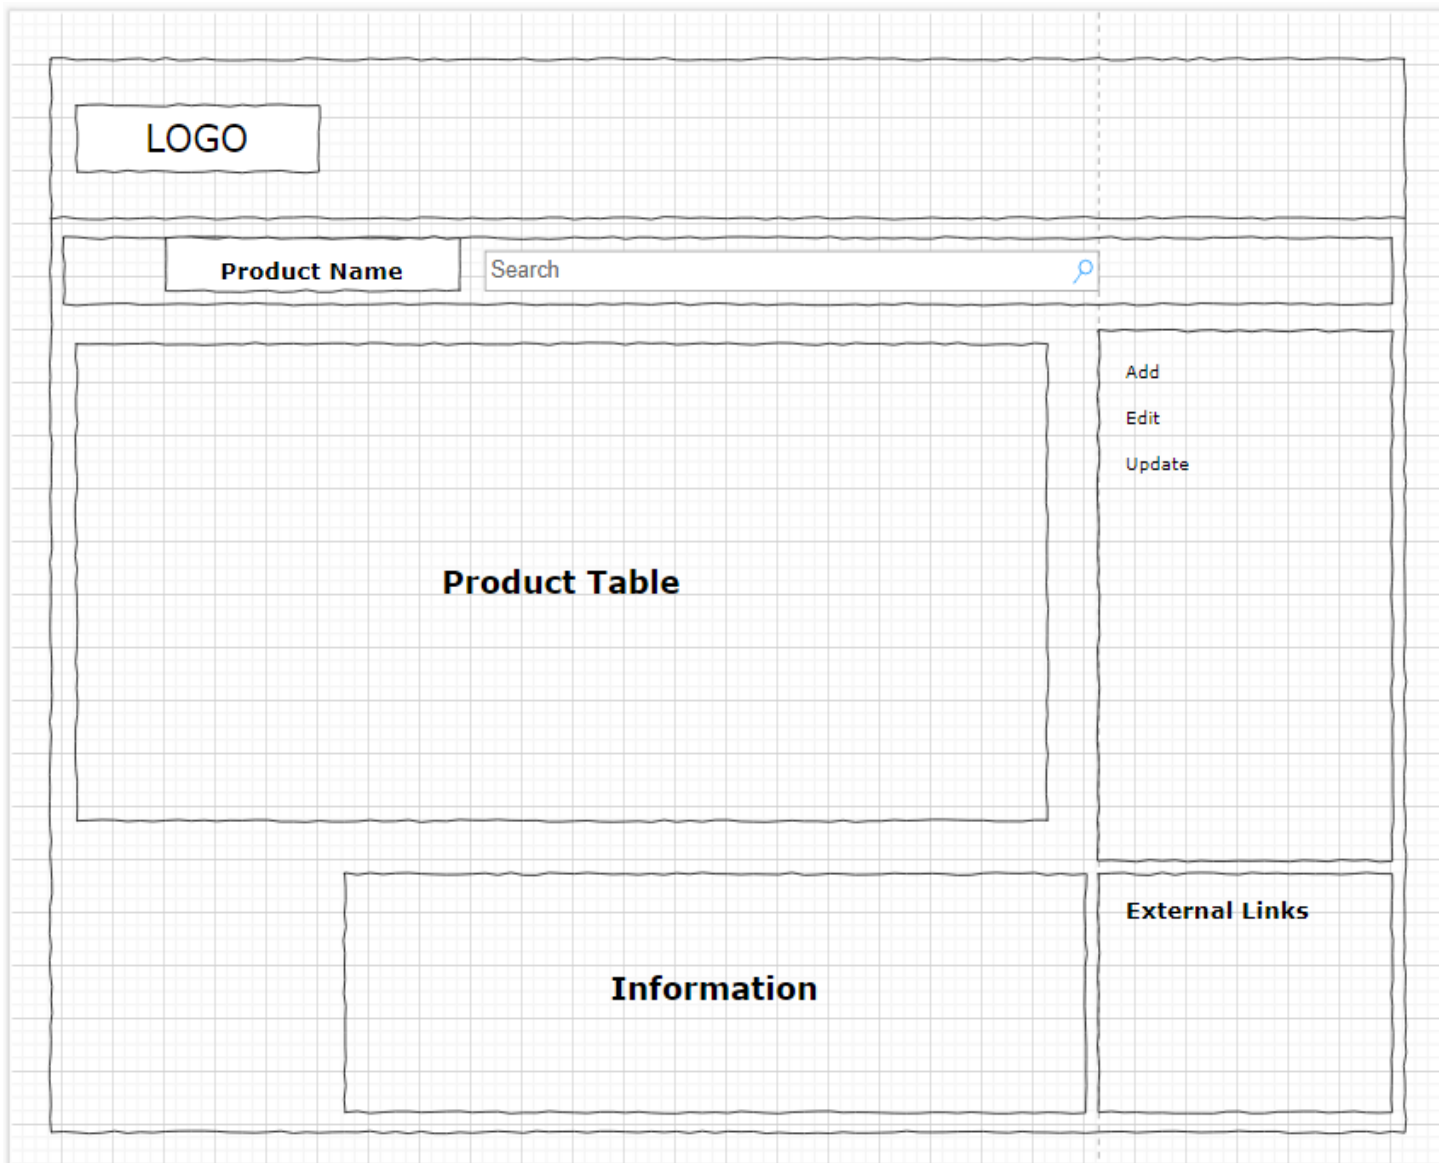 LOGO
Product Name
Search
Add
Edit
Update
Product Table
External Links
Information